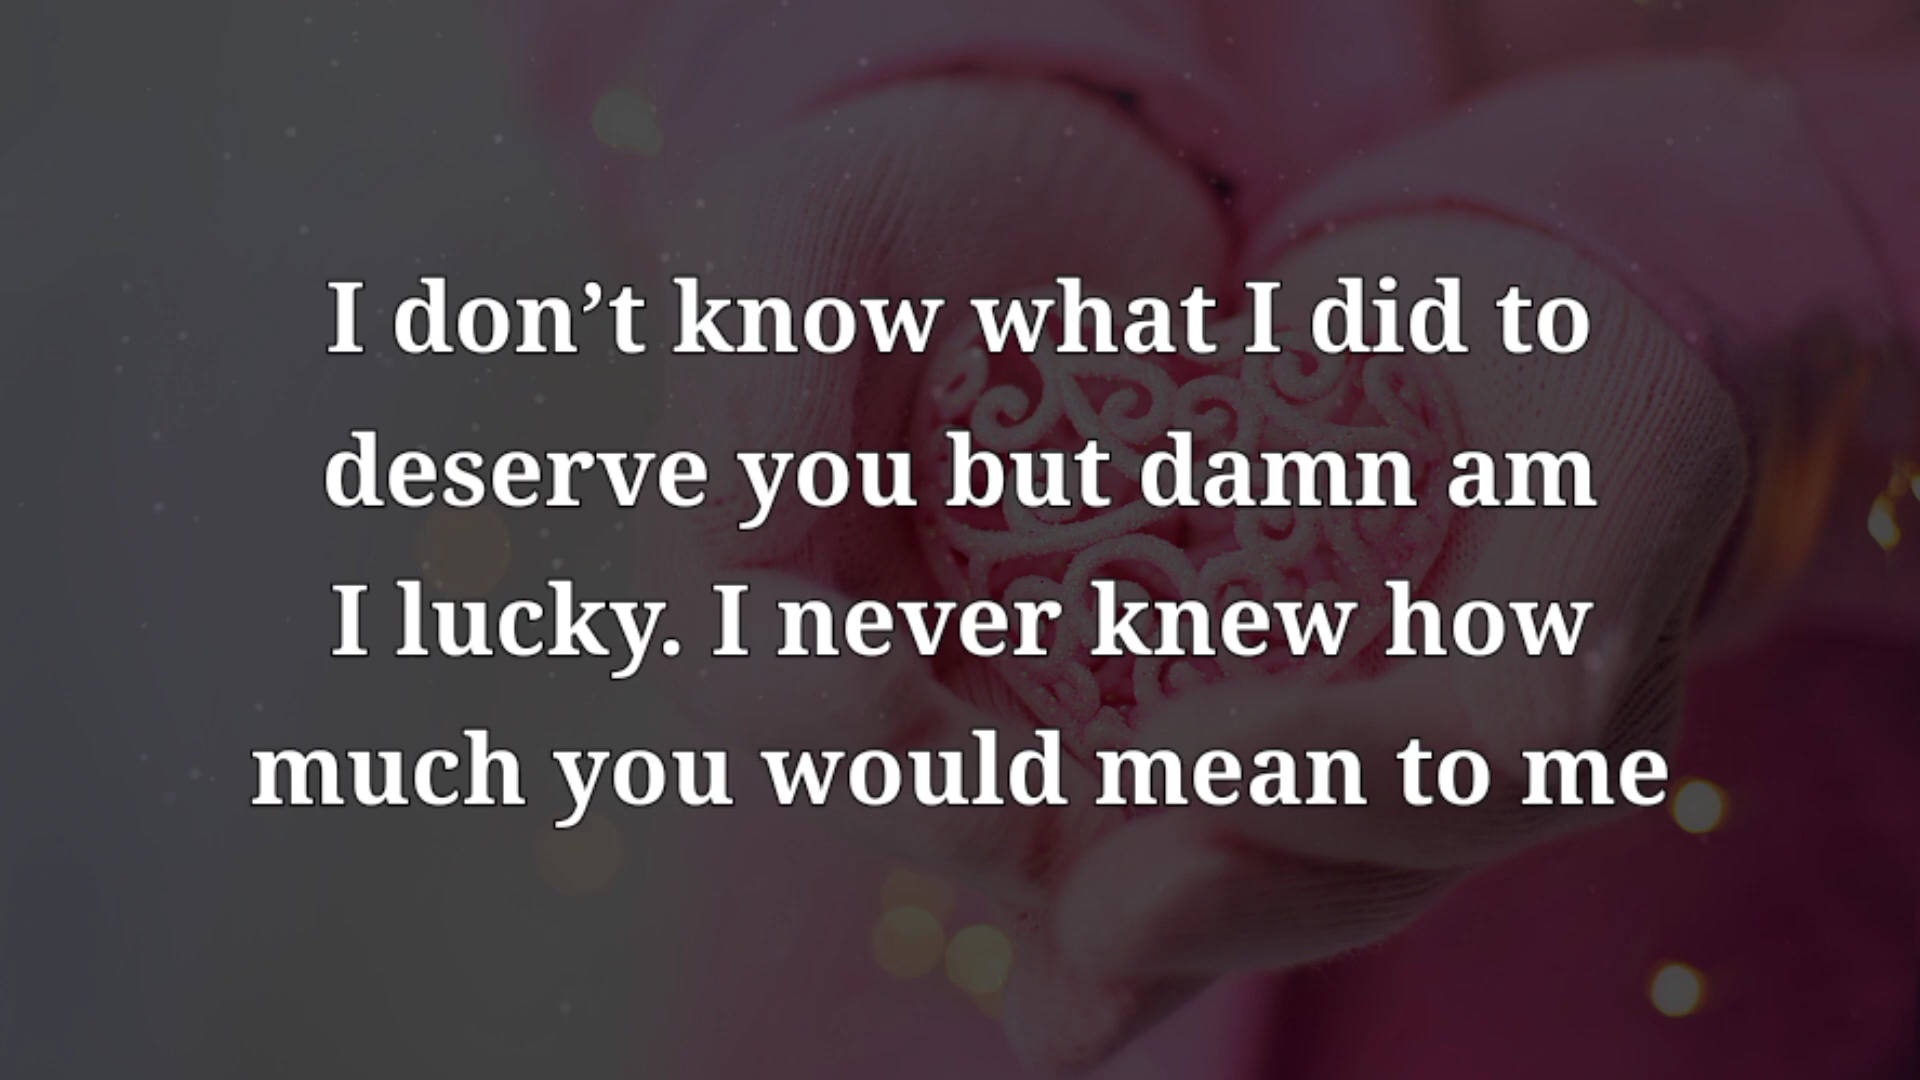 I don’t know what I did to
deserve you but damn am
I lucky. I never knew how
much you would mean to me